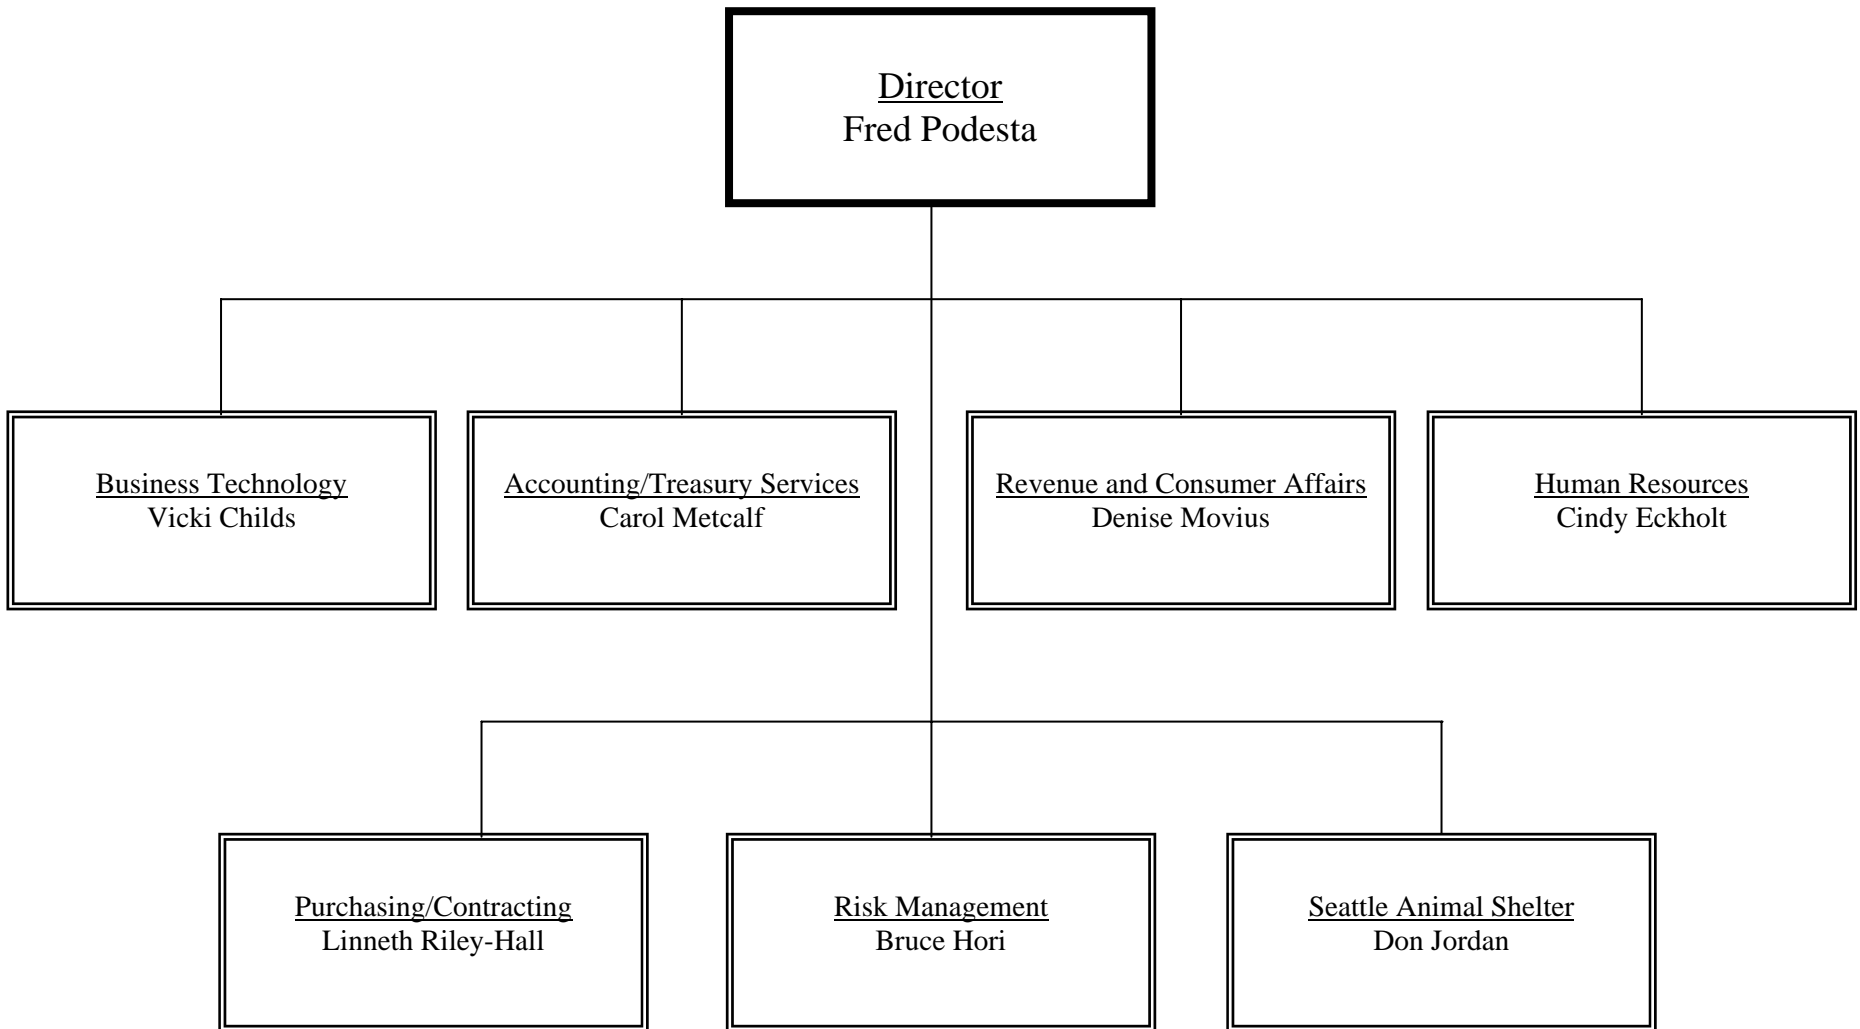 Director
Fred Podesta
Business Technology
Vicki Childs
Accounting/Treasury Services
Carol Metcalf
Revenue and Consumer Affairs
Denise Movius
Human Resources
Cindy Eckholt
Purchasing/Contracting
Linneth Riley-Hall
Risk Management
Bruce Hori
Seattle Animal Shelter
Don Jordan